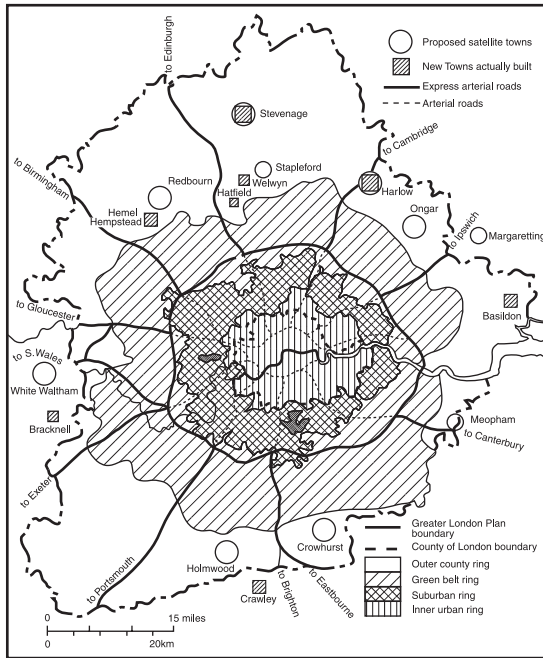 to Edinburgh
Proposed satellite towns
New Towns actually built
Express arterial roads
Arterial roads
Stevenage
to Cambridge
to Birmingham
Stapleford
Welwyn
Redbourn
Hatfield
Harlow
Hemel
Hempstead
Ongar
to Ipswich
Margaretting
to Gloucester
Basildon
to S.Wales
White Waltham
Bracknell
Meopham
to Canterbury
to Exeter
Greater London Plan
boundary
County of London boundary
Outer county ring
Green belt ring
Suburban ring
Inner urban ring
Crowhurst
Holmwood
to Portsmouth
Crawley
to Brighton
to Eastbourne
0 15 miles
0 20km